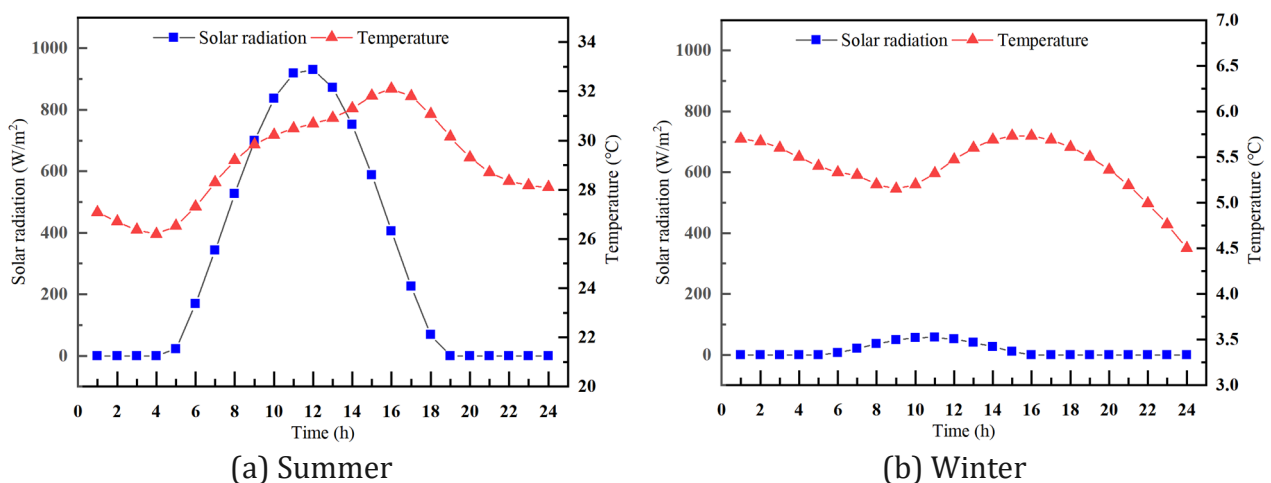 Solar radiation Temperature
Solar radiation (W/m²)
1000
800
600
400
200
0
34
32
30
28
26
24
22
20
Temperature (℃)
0 2 4 6 8 10 12 14 16 18 20 22 24
Time (h)
(a) Summer
Solar radiation Temperature
Solar radiation (W/m²)
1000
800
600
400
200
0
7.0
6.5
6.0
5.5
5.0
4.5
4.0
3.5
3.0
Temperature (℃)
0 2 4 6 8 10 12 14 16 18 20 22 24
Time (h)
(b) Winter